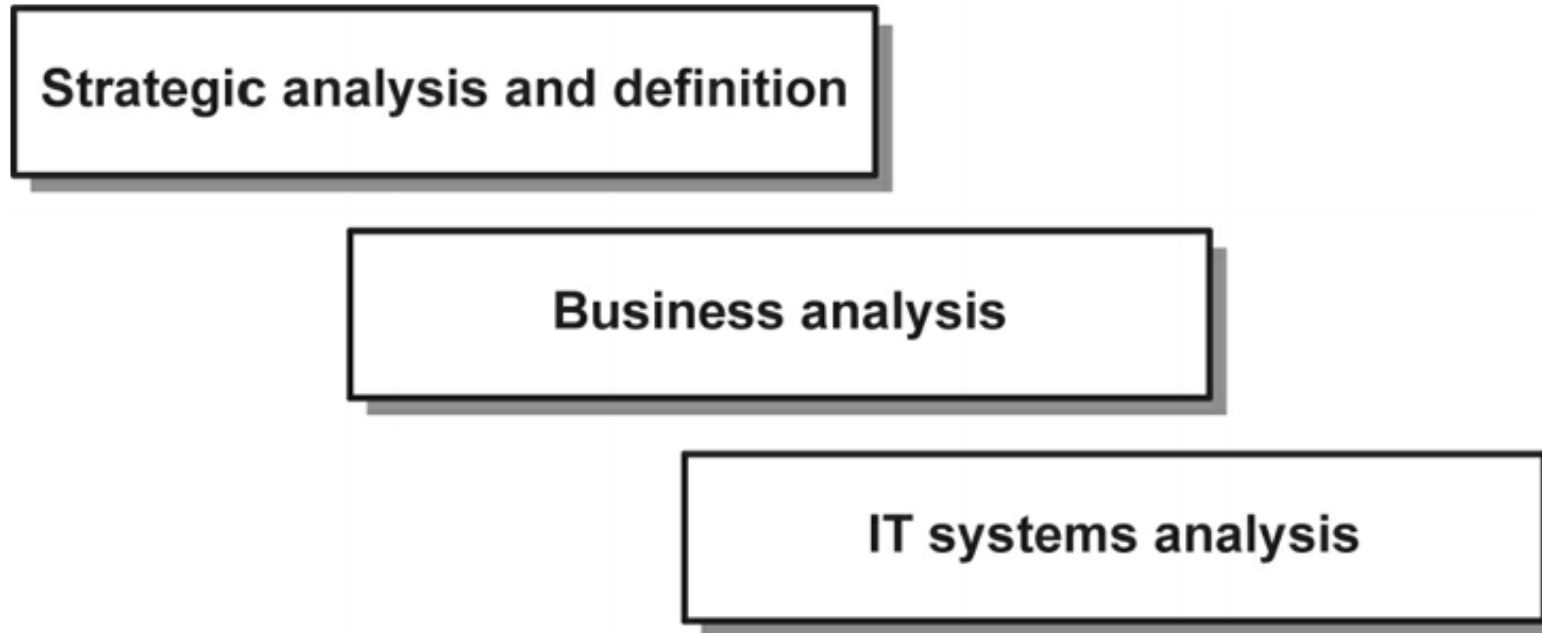 Strategic analysis and definition
Business analysis
IT systems analysis